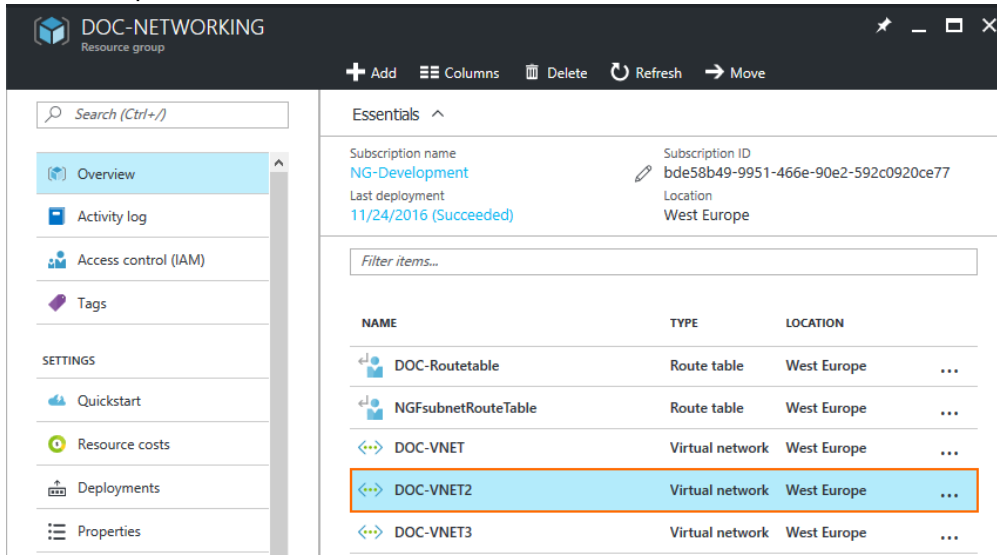 DOC-NETWORKING
Resource group
Add Columns Delete Refresh Move
Search (Ctrl+/)
Overview
Activity log
Access control (IAM)
Tags
SETTINGS
Quickstart
Resource costs
Deployments
Properties
Essentials
Subscription name
NG-Development
Last deployment
11/24/2016 (Succeeded)
Subscription ID
bde58b49-9951-466e-90e2-592c0920ce77
Location
West Europe
Filter items...
NAME TYPE LOCATION
DOC-Routetable Route table West Europe ...
NGFsubnetRouteTable Route table West Europe ...
DOC-VNET Virtual network West Europe ...
DOC-VNET2 Virtual network West Europe ...
DOC-VNET3 Virtual network West Europe ...